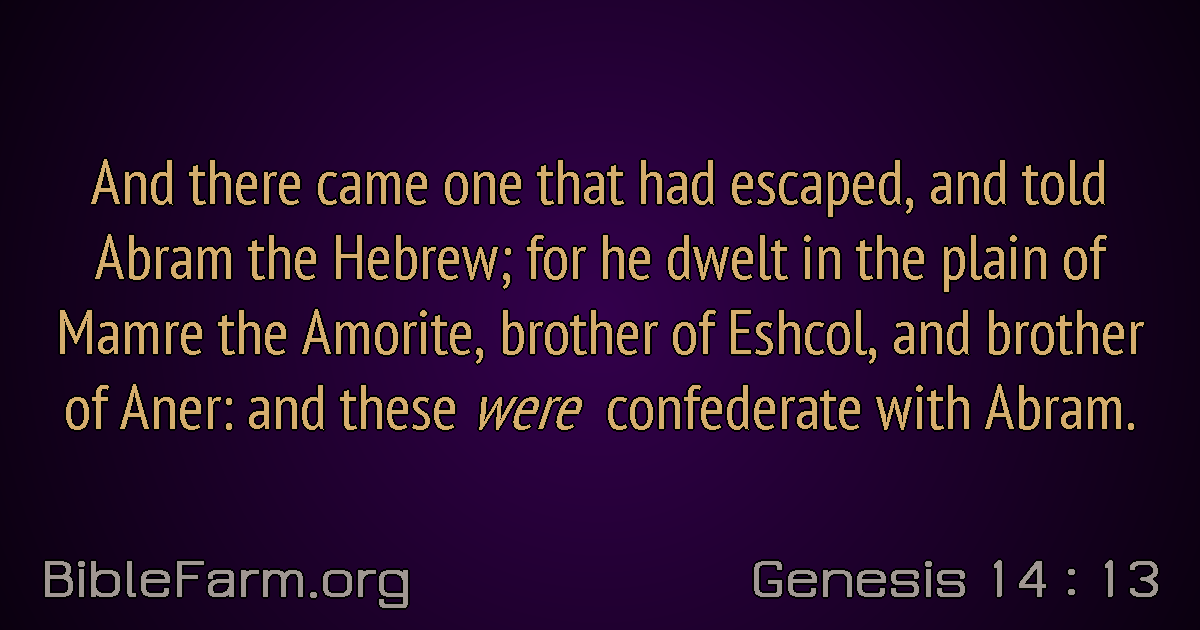 And there came one that had escaped, and told
Abram the Hebrew; for he dwelt in the plain of
Mamre the Amorite, brother of Eshcol, and brother
of Aner: and these were confederate with Abram.
BibleFarm.org
Genesis 14 : 13